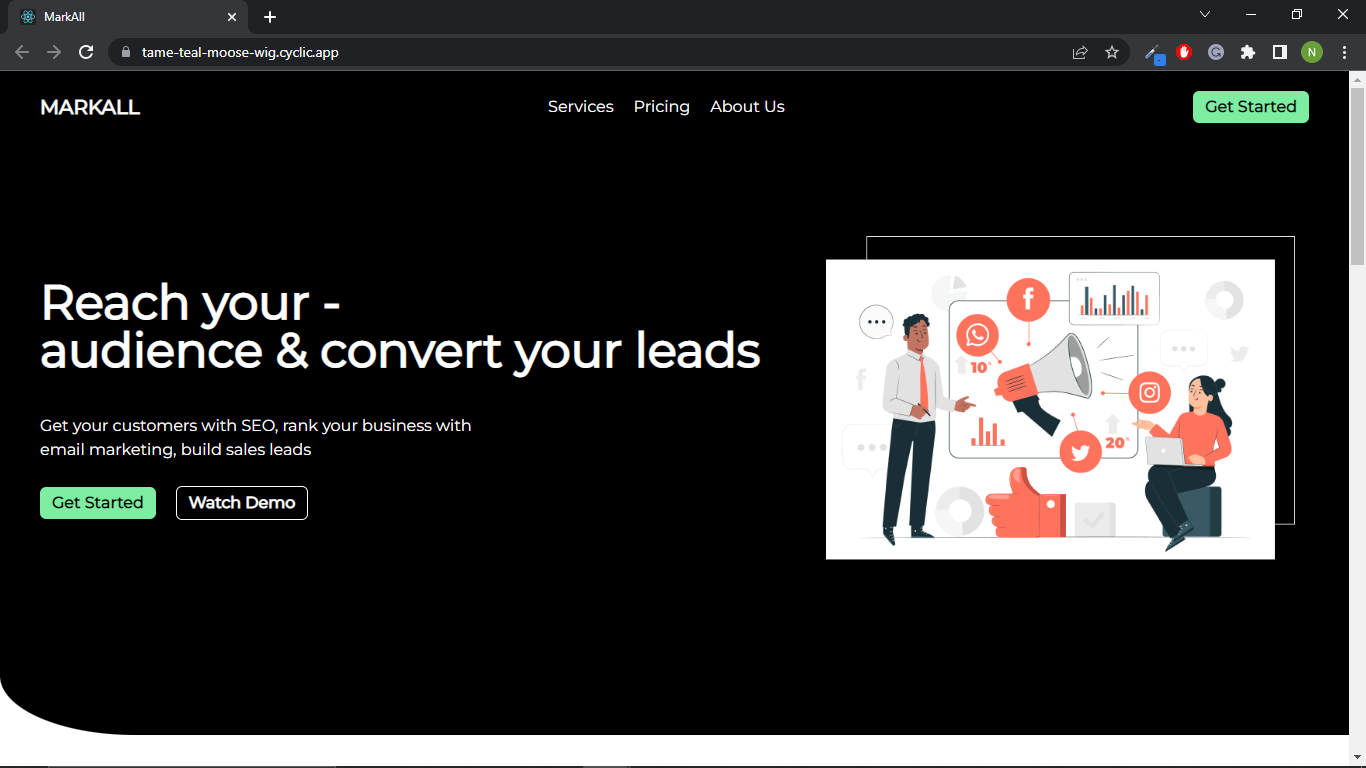 MarkAll
tame-teal-moose-wig.cyclic.app
N
MARKALL
Services Pricing About Us
Get Started
Reach your -
audience & convert your leads
Get your customers with SEO, rank your business with
email marketing, build sales leads
Get Started Watch Demo
10%
20%